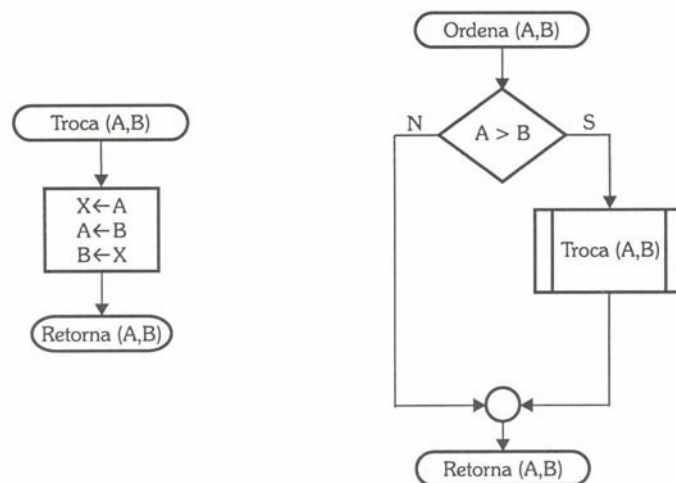 Troca (A,B)
X←A
A←B
B←X
Retorna (A,B)
Ordena (A,B)
N
A > B
S
Troca (A,B)
Retorna (A,B)